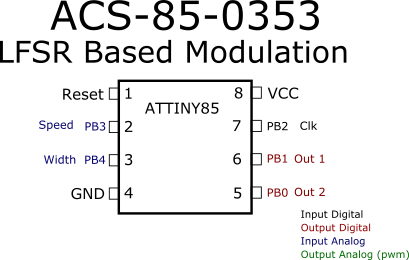 ACS-85-0353
LFSR Based Modulation
Reset 1 8 VCC
ATTINY85
Speed PB3 2 7 PB2 Clk
Width PB4 3 6 PB1 Out 1
GND 4 5 PB0 Out 2
Input Digital
Output Digital
Input Analog
Output Analog (pwm)